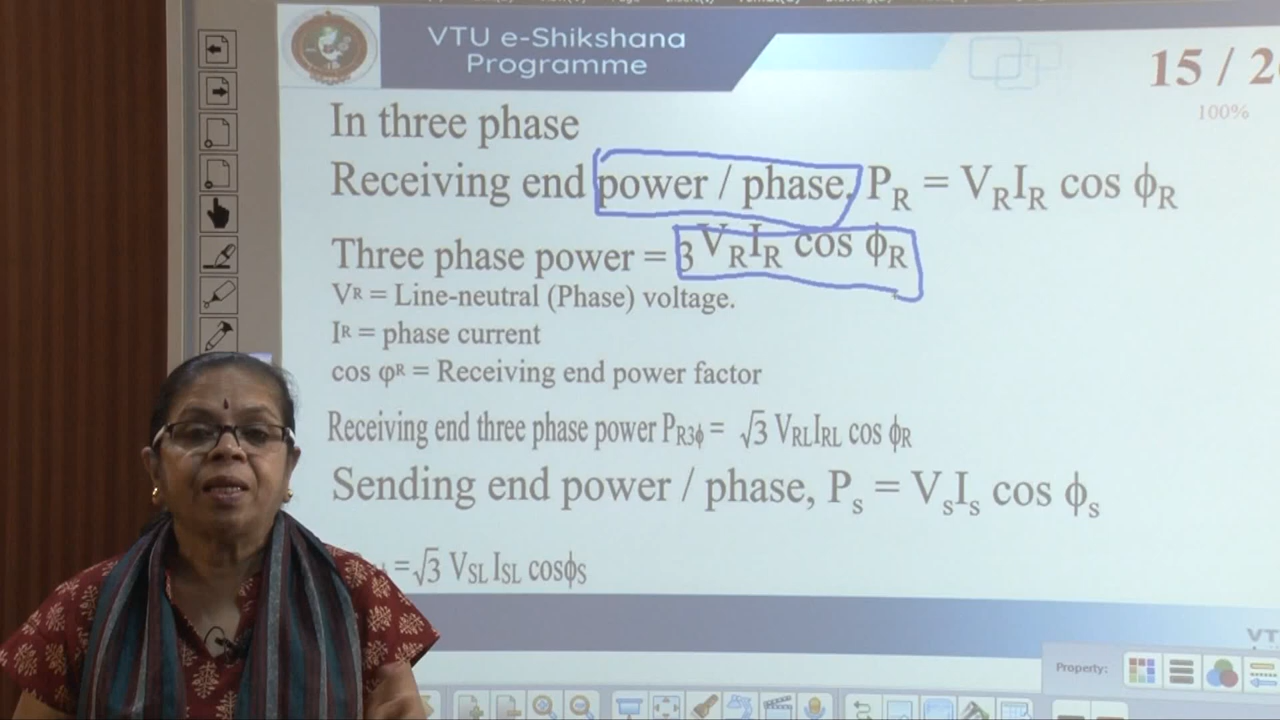 VTU e-Shikshana
Programme
15 / 2
100%
In three phase
Receiving end power / phase, P_R = V_R I_R cos ϕ_R
Three phase power = 3 V_R I_R cos ϕ_R
V_R = Line-neutral (Phase) voltage.
I_R = phase current
cos φ_R = Receiving end power factor
Receiving end three phase power P_R3ϕ = √3 V_RL I_RL cos ϕ_R
Sending end power / phase, P_s = V_s I_s cos ϕ_s
= √3 V_SL I_SL cosϕ_S
VT
Property: